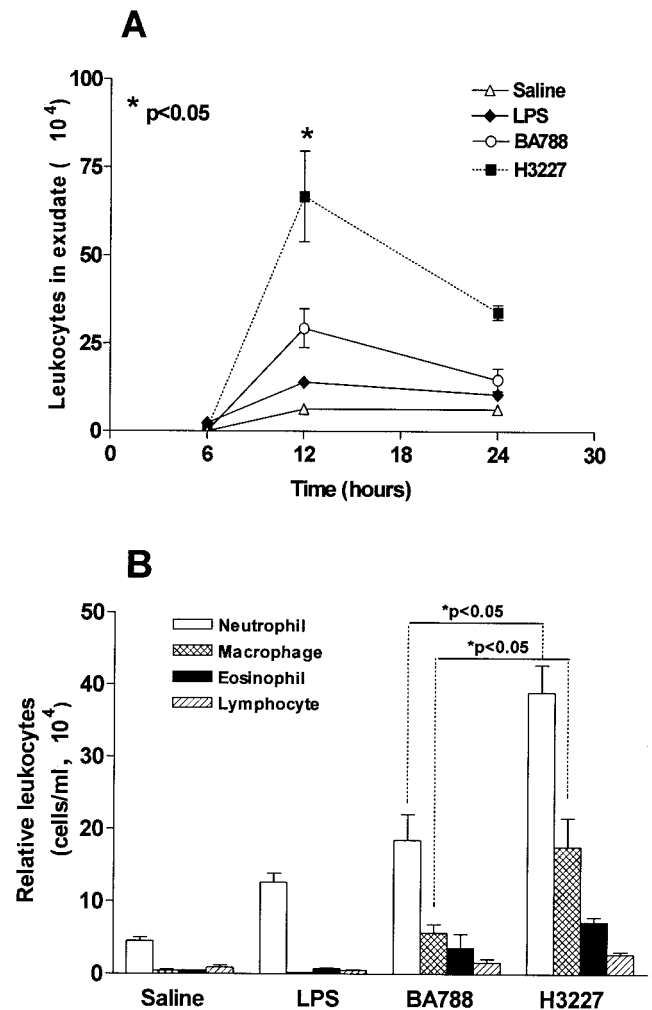 A
Leukocytes in exudate ( 10⁴)
100
75
50
25
0
* p<0.05
*
Saline
LPS
BA788
H3227
0 6 12 18 24 30
Time (hours)
B
Relative leukocytes
(cells/ml, 10⁴)
50
40
30
20
10
0
Neutrophil
Macrophage
Eosinophil
Lymphocyte
*p<0.05
*p<0.05
Saline LPS BA788 H3227